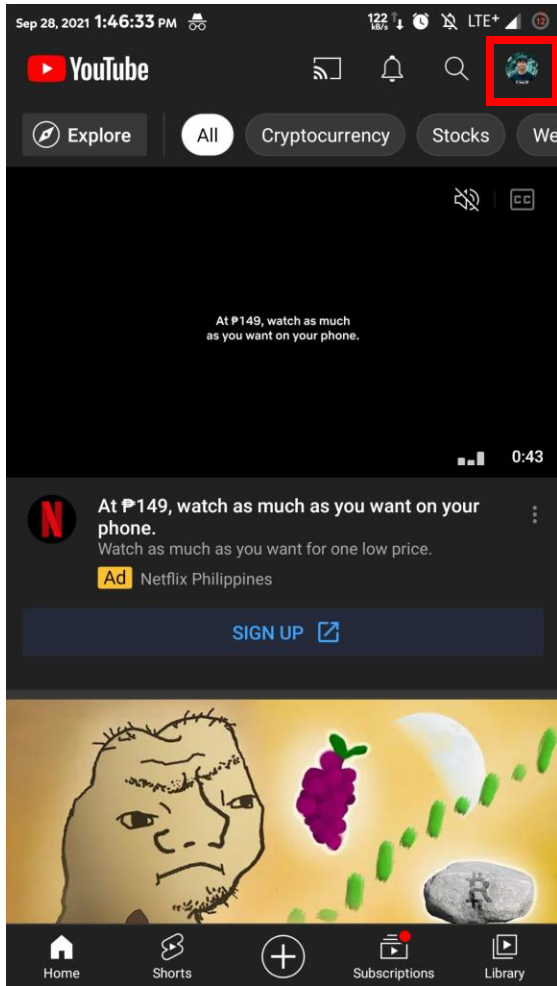 Sep 28, 2021 1:46:33 PM 122 kB/s LTE+ 12
YouTube
Explore All Cryptocurrency Stocks We
CC
At ₱149, watch as much
as you want on your phone.
0:43
N At ₱149, watch as much as you want on your
phone.
Watch as much as you want for one low price.
Ad Netflix Philippines
SIGN UP
Home Shorts Subscriptions Library